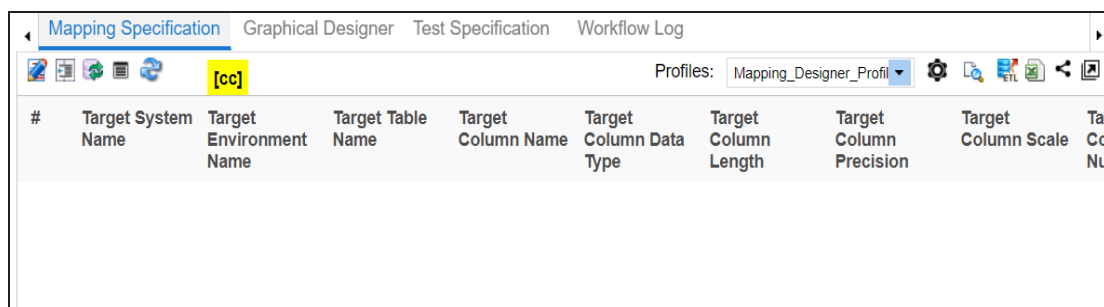 Mapping Specification Graphical Designer Test Specification Workflow Log
[cc] Profiles: Mapping_Designer_Profil ETL
# Target System Name Target Environment Name Target Table Name Target Column Name Target Column Data Type Target Column Length Target Column Precision Target Column Scale